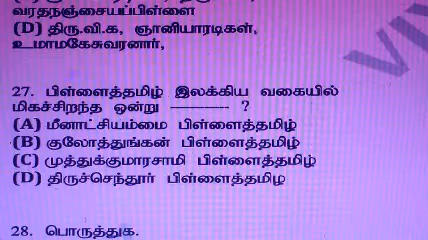 வரதநஞ்சையப்பிள்ளை
(D) திரு.வி.க, ஞானியாரடிகள்,
உமாமகேசுவரனார்,
27. பிள்ளைத்தமிழ் இலக்கிய வகையில்
மிகச்சிறந்த ஒன்று ---------- ?
(A) மீனாட்சியம்மை பிள்ளைத்தமிழ்
(B) குலோத்துங்கன் பிள்ளைத்தமிழ்
(C) முத்துக்குமாரசாமி பிள்ளைத்தமிழ்
(D) திருச்செந்தூர் பிள்ளைத்தமிழ
28. பொருத்துக.